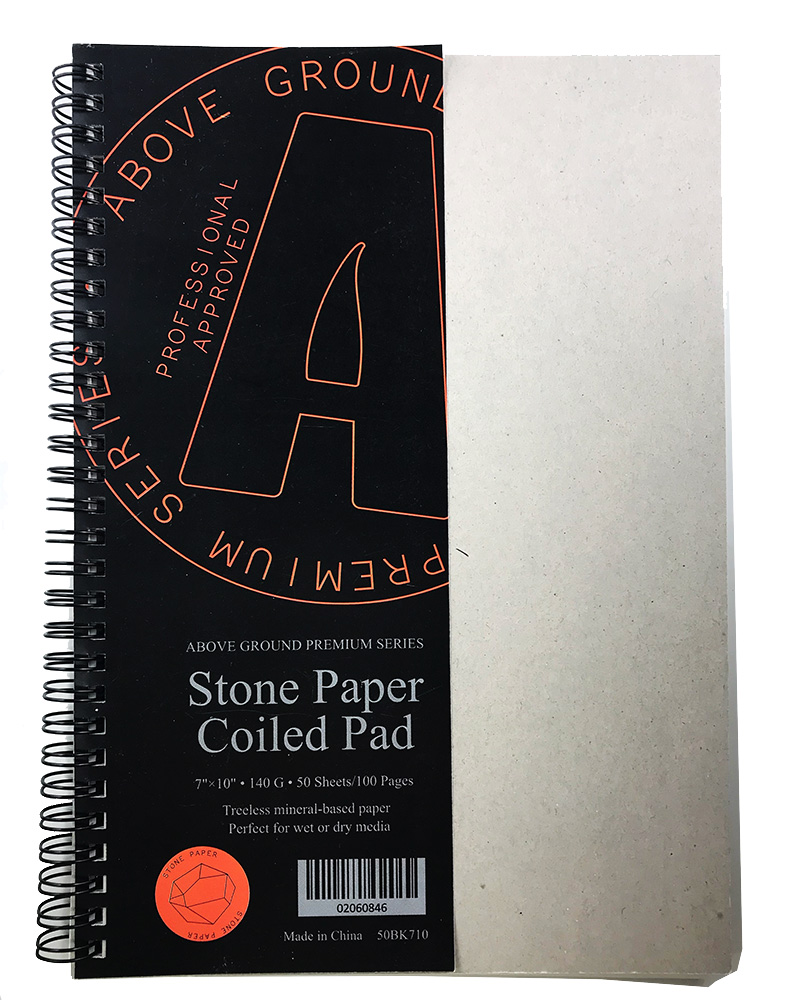 ABOVE GROUND
PREMIUM SERIES
PROFESSIONAL
APPROVED
A
ABOVE GROUND PREMIUM SERIES
Stone Paper
Coiled Pad
7"×10" • 140 G • 50 Sheets/100 Pages
Treeless mineral-based paper
Perfect for wet or dry media
STONE PAPER
STONE PAPER
02060846
Made in China 50BK710